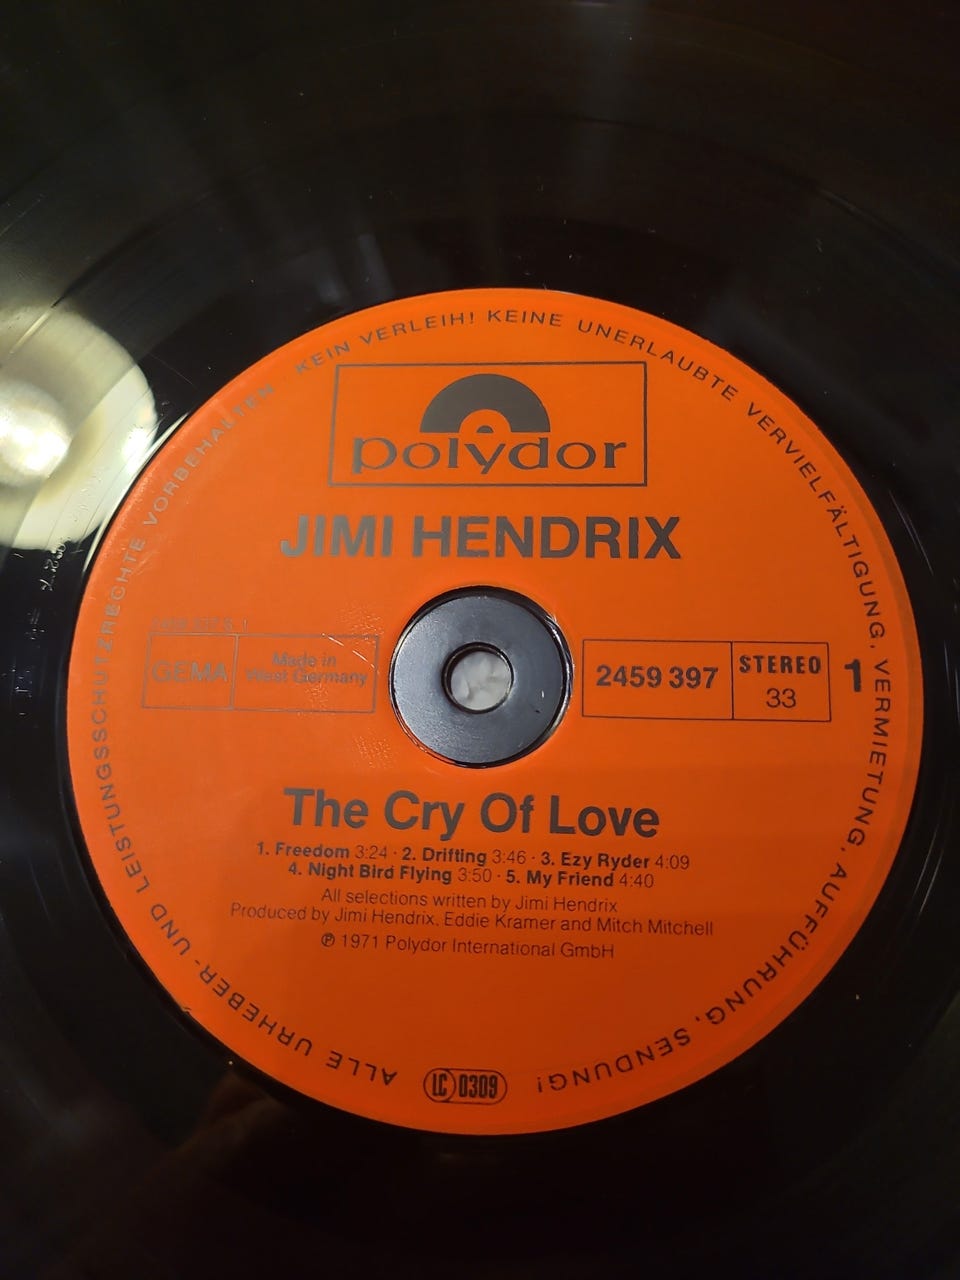 ALLE URHEBER- UND LEISTUNGSSCHUTZRECHTE VORBEHALTEN · KEIN VERLEIH! KEINE UNERLAUBTE VERVIELFÄLTIGUNG, VERMIETUNG, AUFFÜHRUNG, SENDUNG!
polydor
JIMI HENDRIX
GEMA
Made in
West Germany
2459 397
STEREO
33
1
The Cry Of Love
1. Freedom 3:24 · 2. Drifting 3:46 · 3. Ezy Ryder 4:09
4. Night Bird Flying 3:50 · 5. My Friend 4:40
All selections written by Jimi Hendrix
Produced by Jimi Hendrix, Eddie Kramer and Mitch Mitchell
℗ 1971 Polydor International GmbH
LC 0309